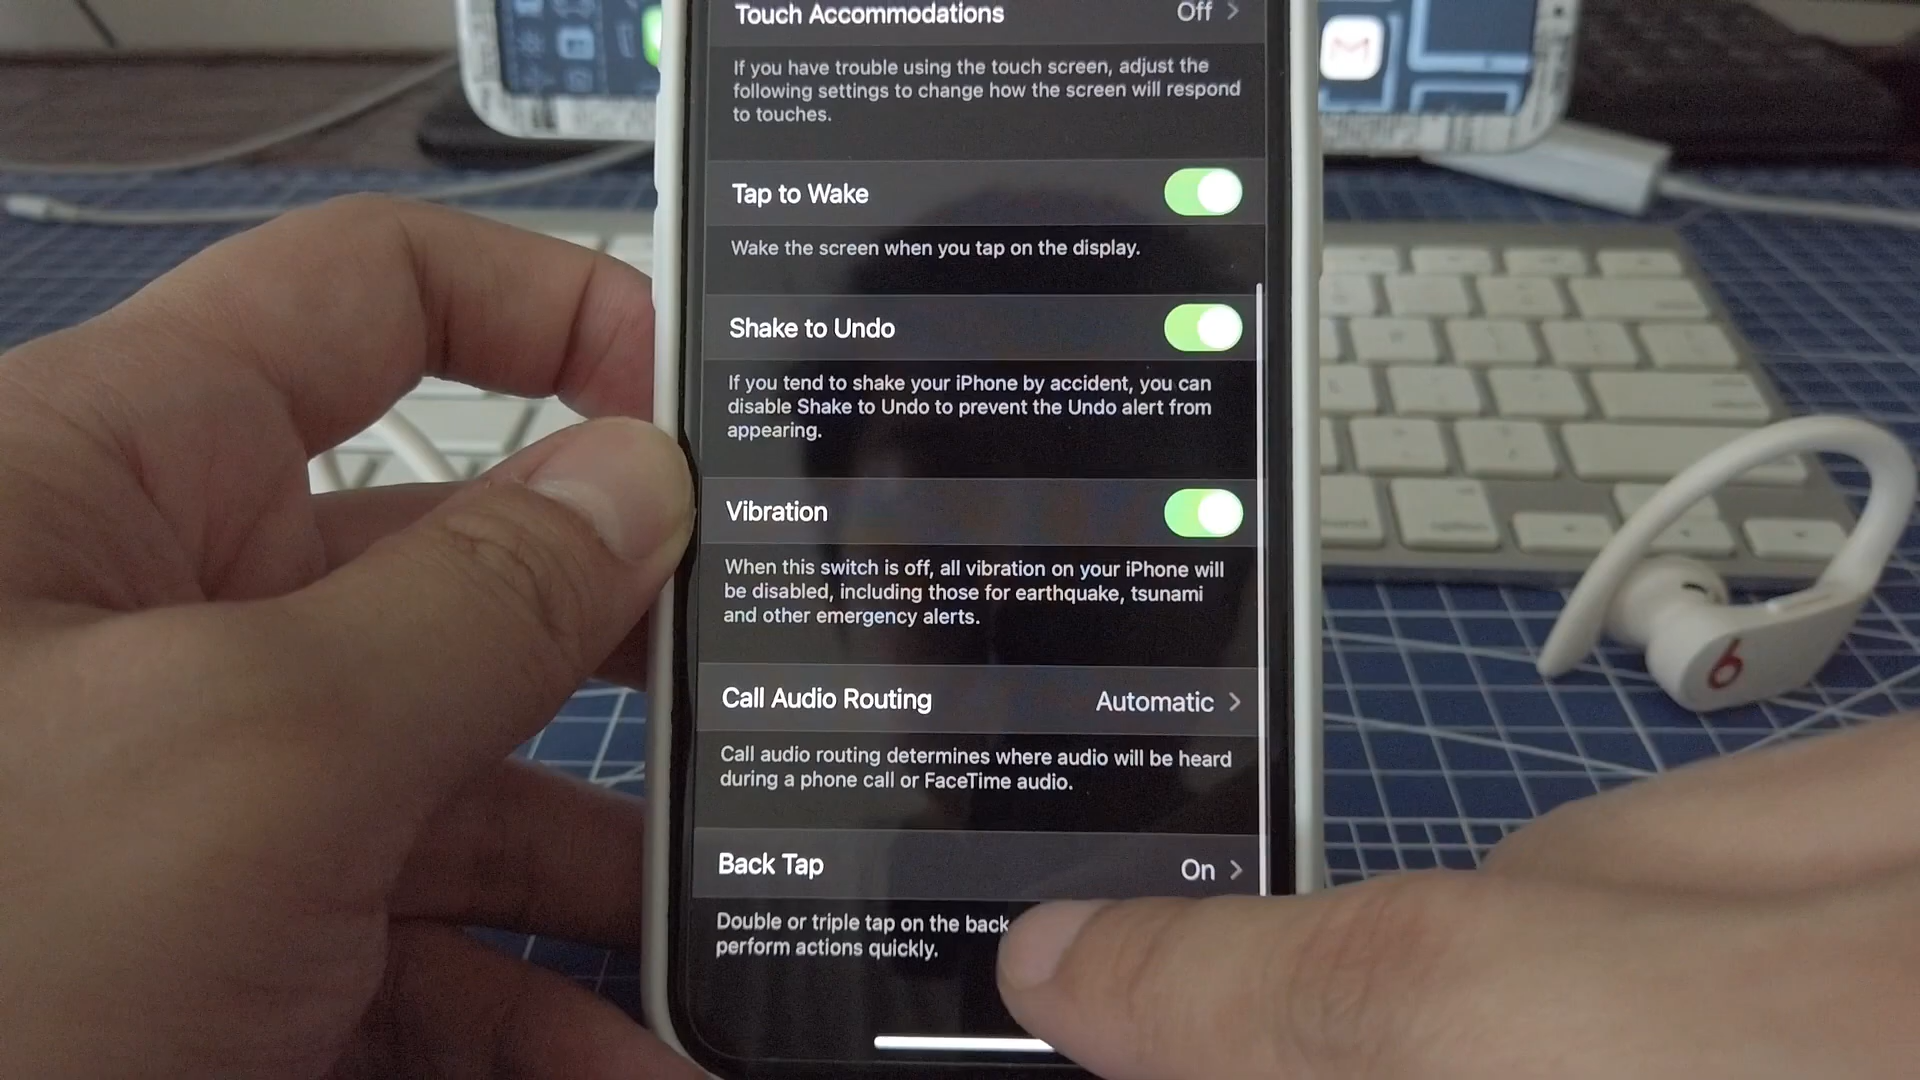 Touch Accommodations Off
If you have trouble using the touch screen, adjust the
following settings to change how the screen will respond
to touches.
Tap to Wake
Wake the screen when you tap on the display.
Shake to Undo
If you tend to shake your iPhone by accident, you can
disable Shake to Undo to prevent the Undo alert from
appearing.
Vibration
When this switch is off, all vibration on your iPhone will
be disabled, including those for earthquake, tsunami
and other emergency alerts.
Call Audio Routing Automatic
Call audio routing determines where audio will be heard
during a phone call or FaceTime audio.
Back Tap On
Double or triple tap on the back
perform actions quickly.
option
b